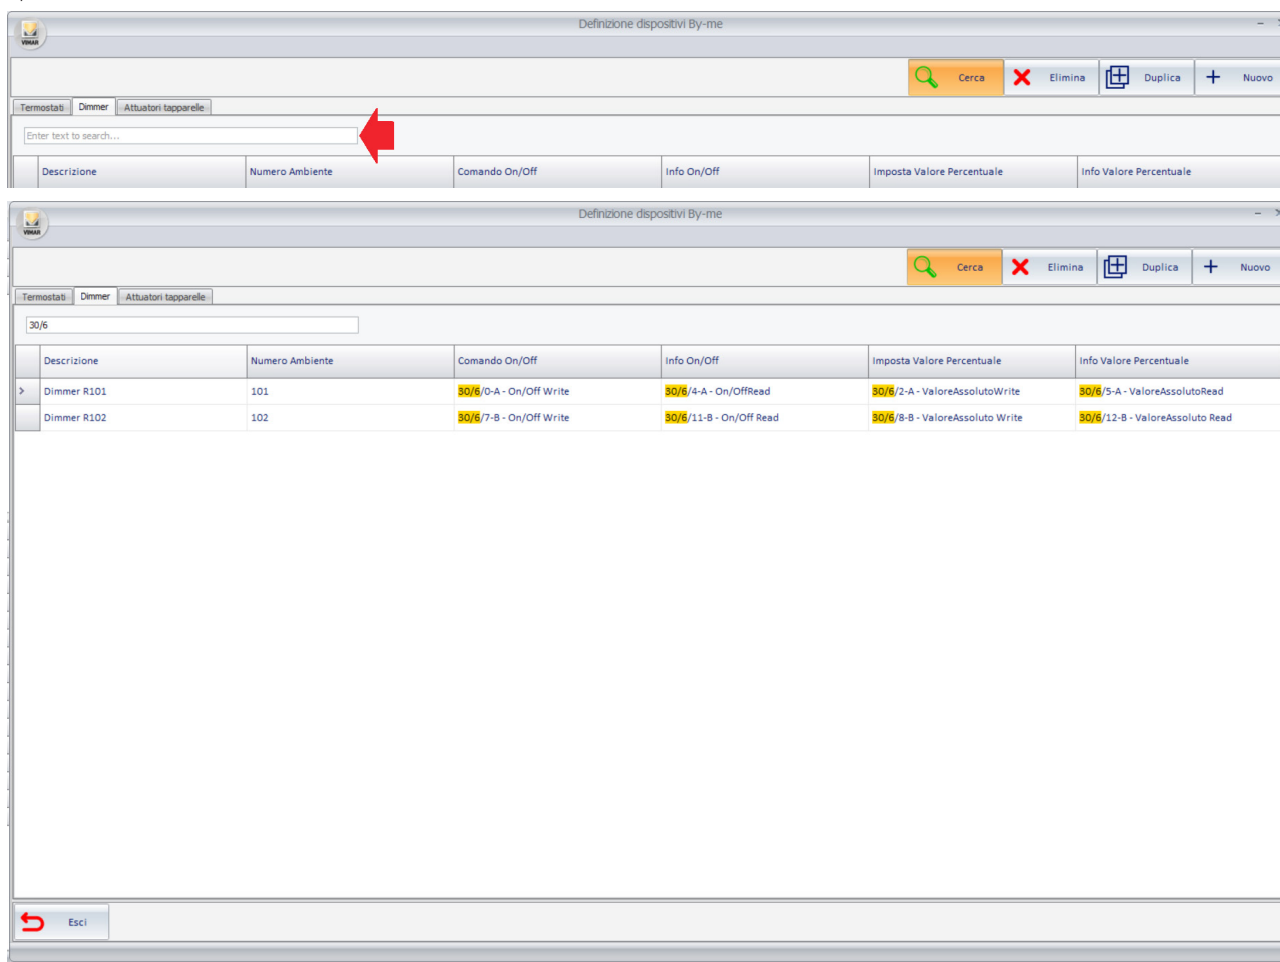 Definizione dispositivi By-me
VIMAR
Cerca Elimina Duplica Nuovo
Termostati Dimmer Attuatori tapparelle
Enter text to search...
Descrizione Numero Ambiente Comando On/Off Info On/Off Imposta Valore Percentuale Info Valore Percentuale
Definizione dispositivi By-me
VIMAR
Cerca Elimina Duplica Nuovo
Termostati Dimmer Attuatori tapparelle
30/6
Descrizione Numero Ambiente Comando On/Off Info On/Off Imposta Valore Percentuale Info Valore Percentuale
Dimmer R101 101 30/6/0-A - On/Off Write 30/6/4-A - On/OffRead 30/6/2-A - ValoreAssolutoWrite 30/6/5-A - ValoreAssolutoRead
Dimmer R102 102 30/6/7-B - On/Off Write 30/6/11-B - On/Off Read 30/6/8-B - ValoreAssoluto Write 30/6/12-B - ValoreAssoluto Read
Esci